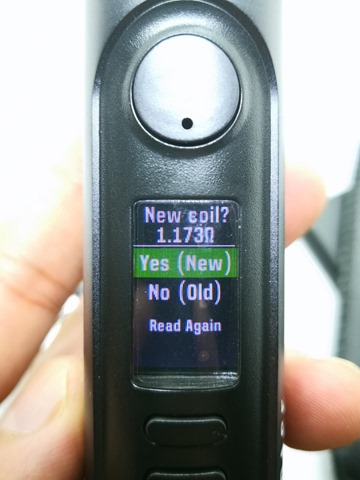 New coil?
1.173Ω
Yes (New)
No (Old)
Read Again